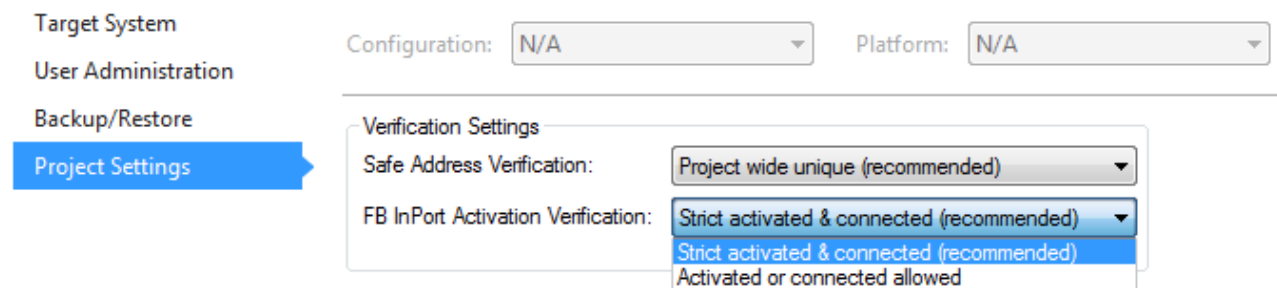 Target System
User Administration
Backup/Restore
Project Settings
Configuration: N/A Platform: N/A
Verification Settings
Safe Address Verification: Project wide unique (recommended)
FB InPort Activation Verification: Strict activated & connected (recommended)
Strict activated & connected (recommended)
Activated or connected allowed